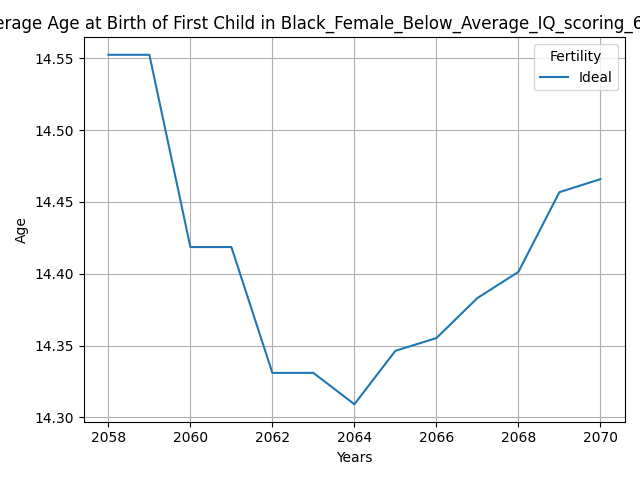 erage Age at Birth of First Child in Black_Female_Below_Average_IQ_scoring_6
Fertility
Ideal
14.55
14.50
14.45
14.40
14.35
14.30
Age
2058 2060 2062 2064 2066 2068 2070
Years